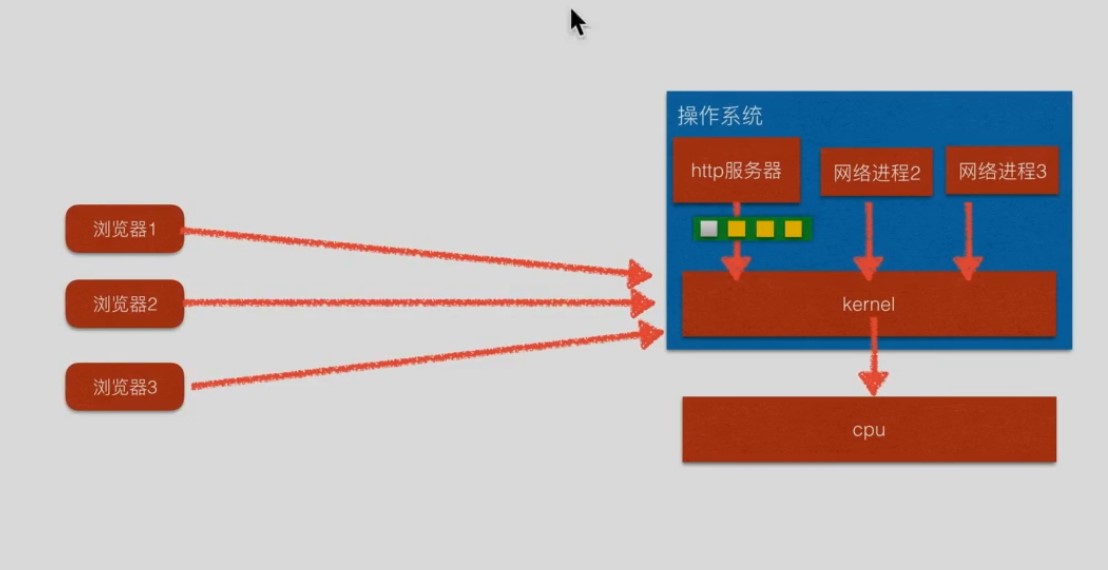 操作系统
http服务器
网络进程2
网络进程3
浏览器1
浏览器2
浏览器3
kernel
cpu